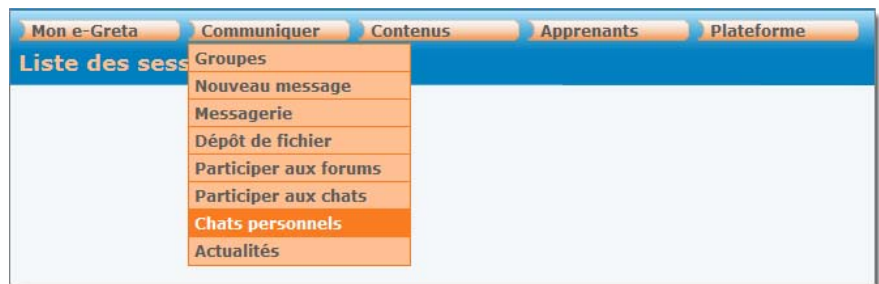 Mon e-Greta Communiquer Contenus Apprenants Plateforme
Liste des sess
Groupes
Nouveau message
Messagerie
Dépôt de fichier
Participer aux forums
Participer aux chats
Chats personnels
Actualités